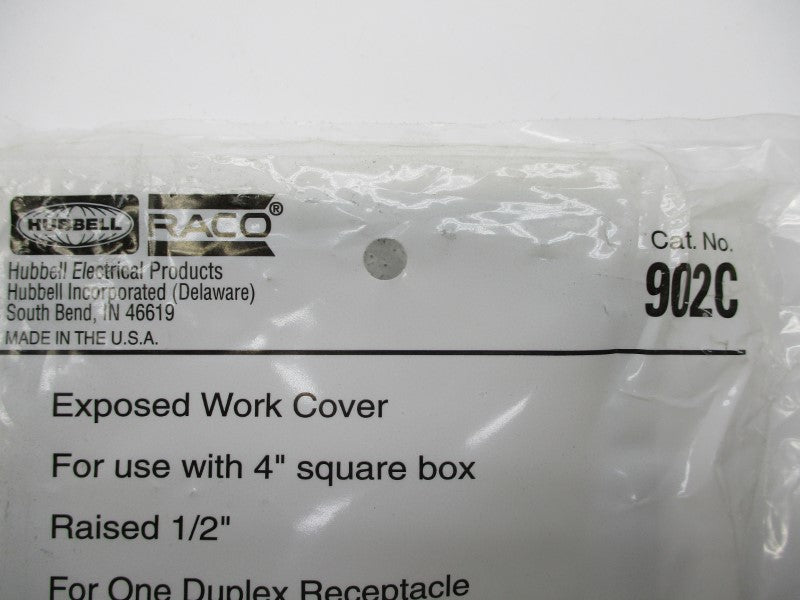 HUBBELL RACO®
Hubbell Electrical Products
Hubbell Incorporated (Delaware)
South Bend, IN 46619
MADE IN THE U.S.A.
Cat. No.
902C
Exposed Work Cover
For use with 4" square box
Raised 1/2"
For One Duplex Receptacle